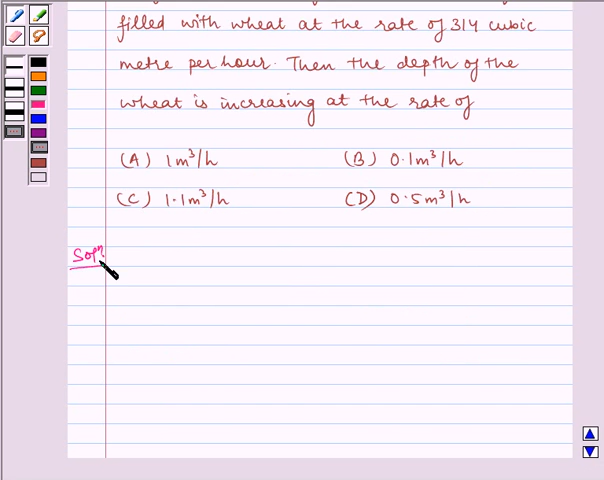 filled with wheat at the rate of 314 cubic
metre per hour. Then the depth of the
wheat is increasing at the rate of
(A) 1m³/h (B) 0.1m³/h
(C) 1.1m³/h (D) 0.5m³/h
Solⁿ.